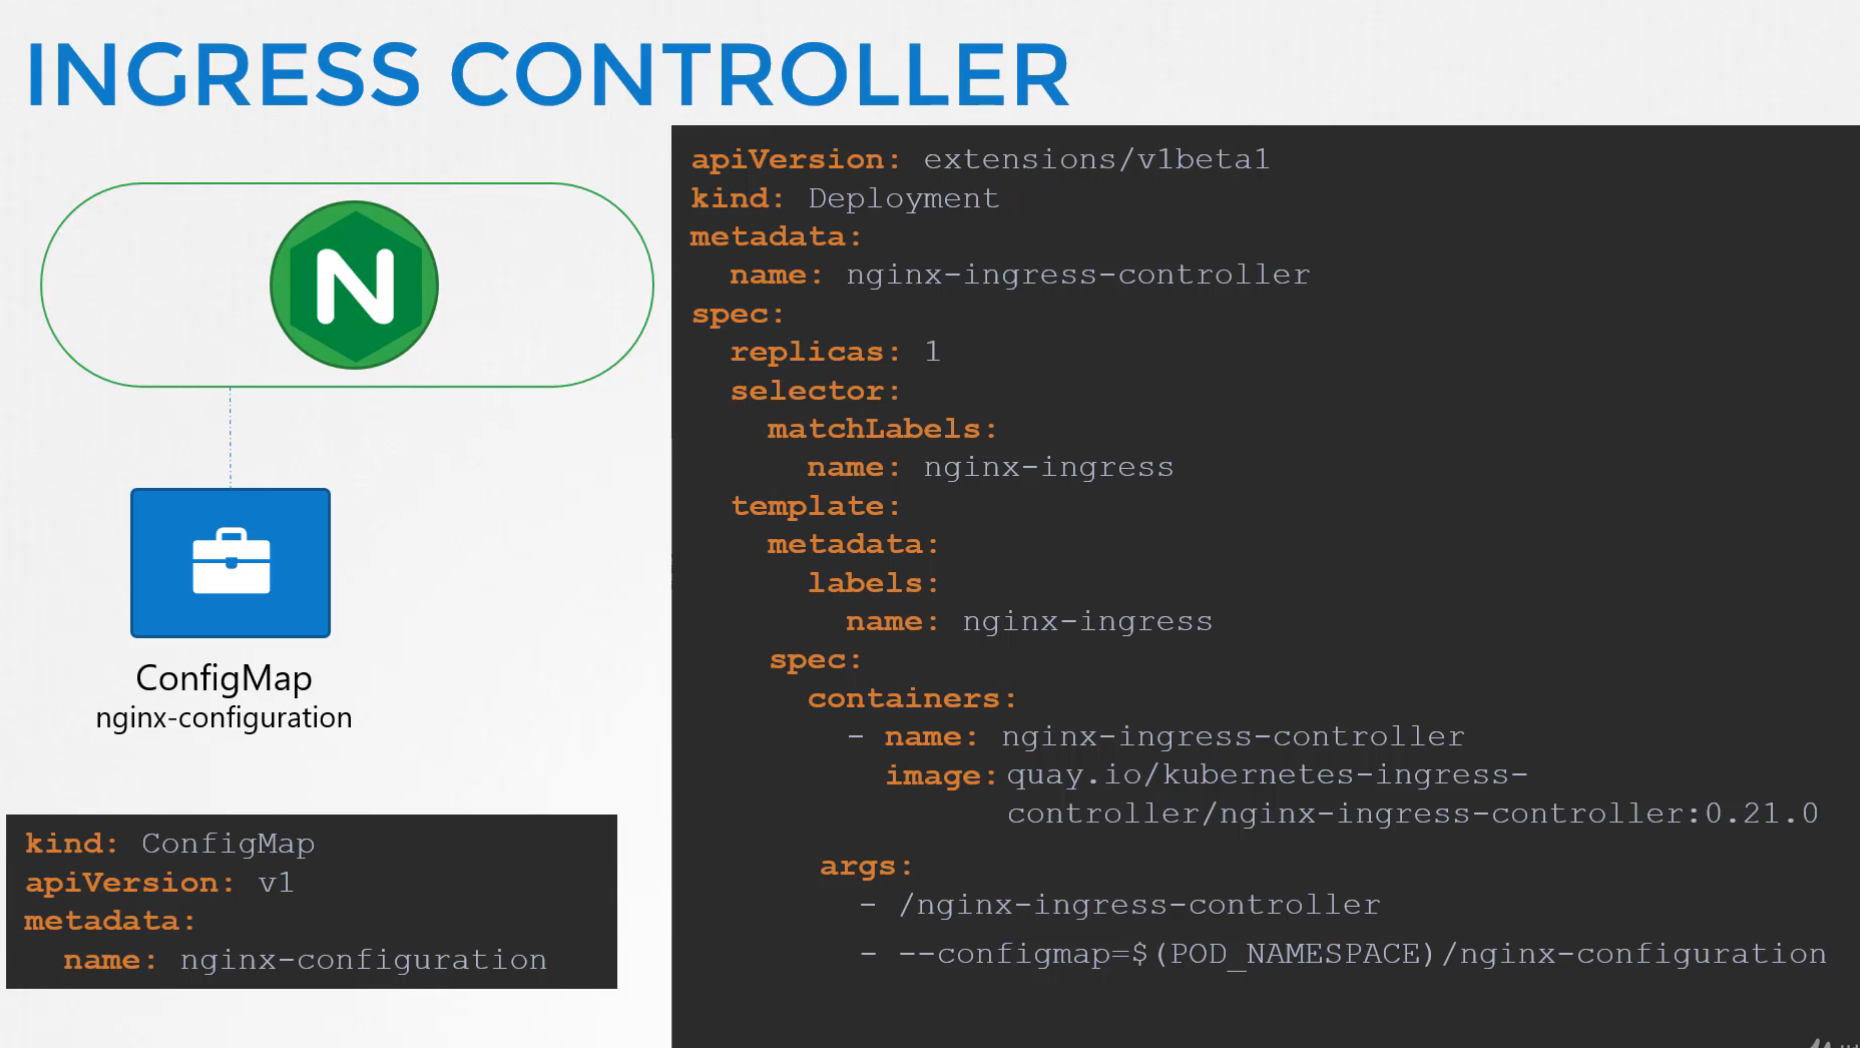 INGRESS CONTROLLER
N
ConfigMap
nginx-configuration
kind: ConfigMap
apiVersion: v1
metadata:
  name: nginx-configuration
apiVersion: extensions/v1beta1
kind: Deployment
metadata:
  name: nginx-ingress-controller
spec:
  replicas: 1
  selector:
    matchLabels:
      name: nginx-ingress
  template:
    metadata:
      labels:
        name: nginx-ingress
    spec:
      containers:
        - name: nginx-ingress-controller
          image: quay.io/kubernetes-ingress-
controller/nginx-ingress-controller:0.21.0
      args:
        - /nginx-ingress-controller
        - --configmap=$(POD_NAMESPACE)/nginx-configuration